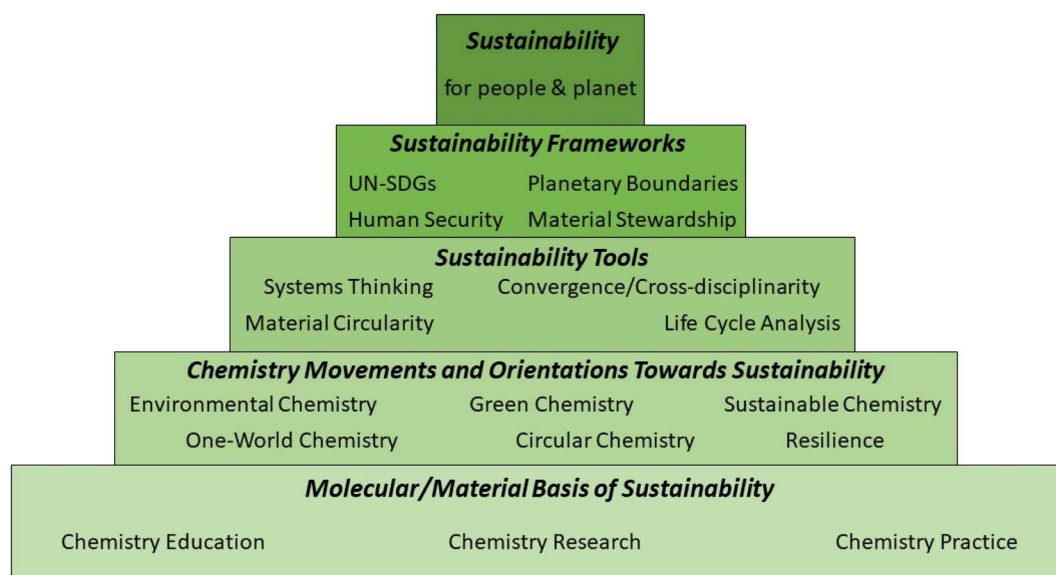 Sustainability
for people & planet
Sustainability Frameworks
UN-SDGs Planetary Boundaries
Human Security Material Stewardship
Sustainability Tools
Systems Thinking Convergence/Cross-disciplinarity
Material Circularity Life Cycle Analysis
Chemistry Movements and Orientations Towards Sustainability
Environmental Chemistry Green Chemistry Sustainable Chemistry
One-World Chemistry Circular Chemistry Resilience
Molecular/Material Basis of Sustainability
Chemistry Education Chemistry Research Chemistry Practice